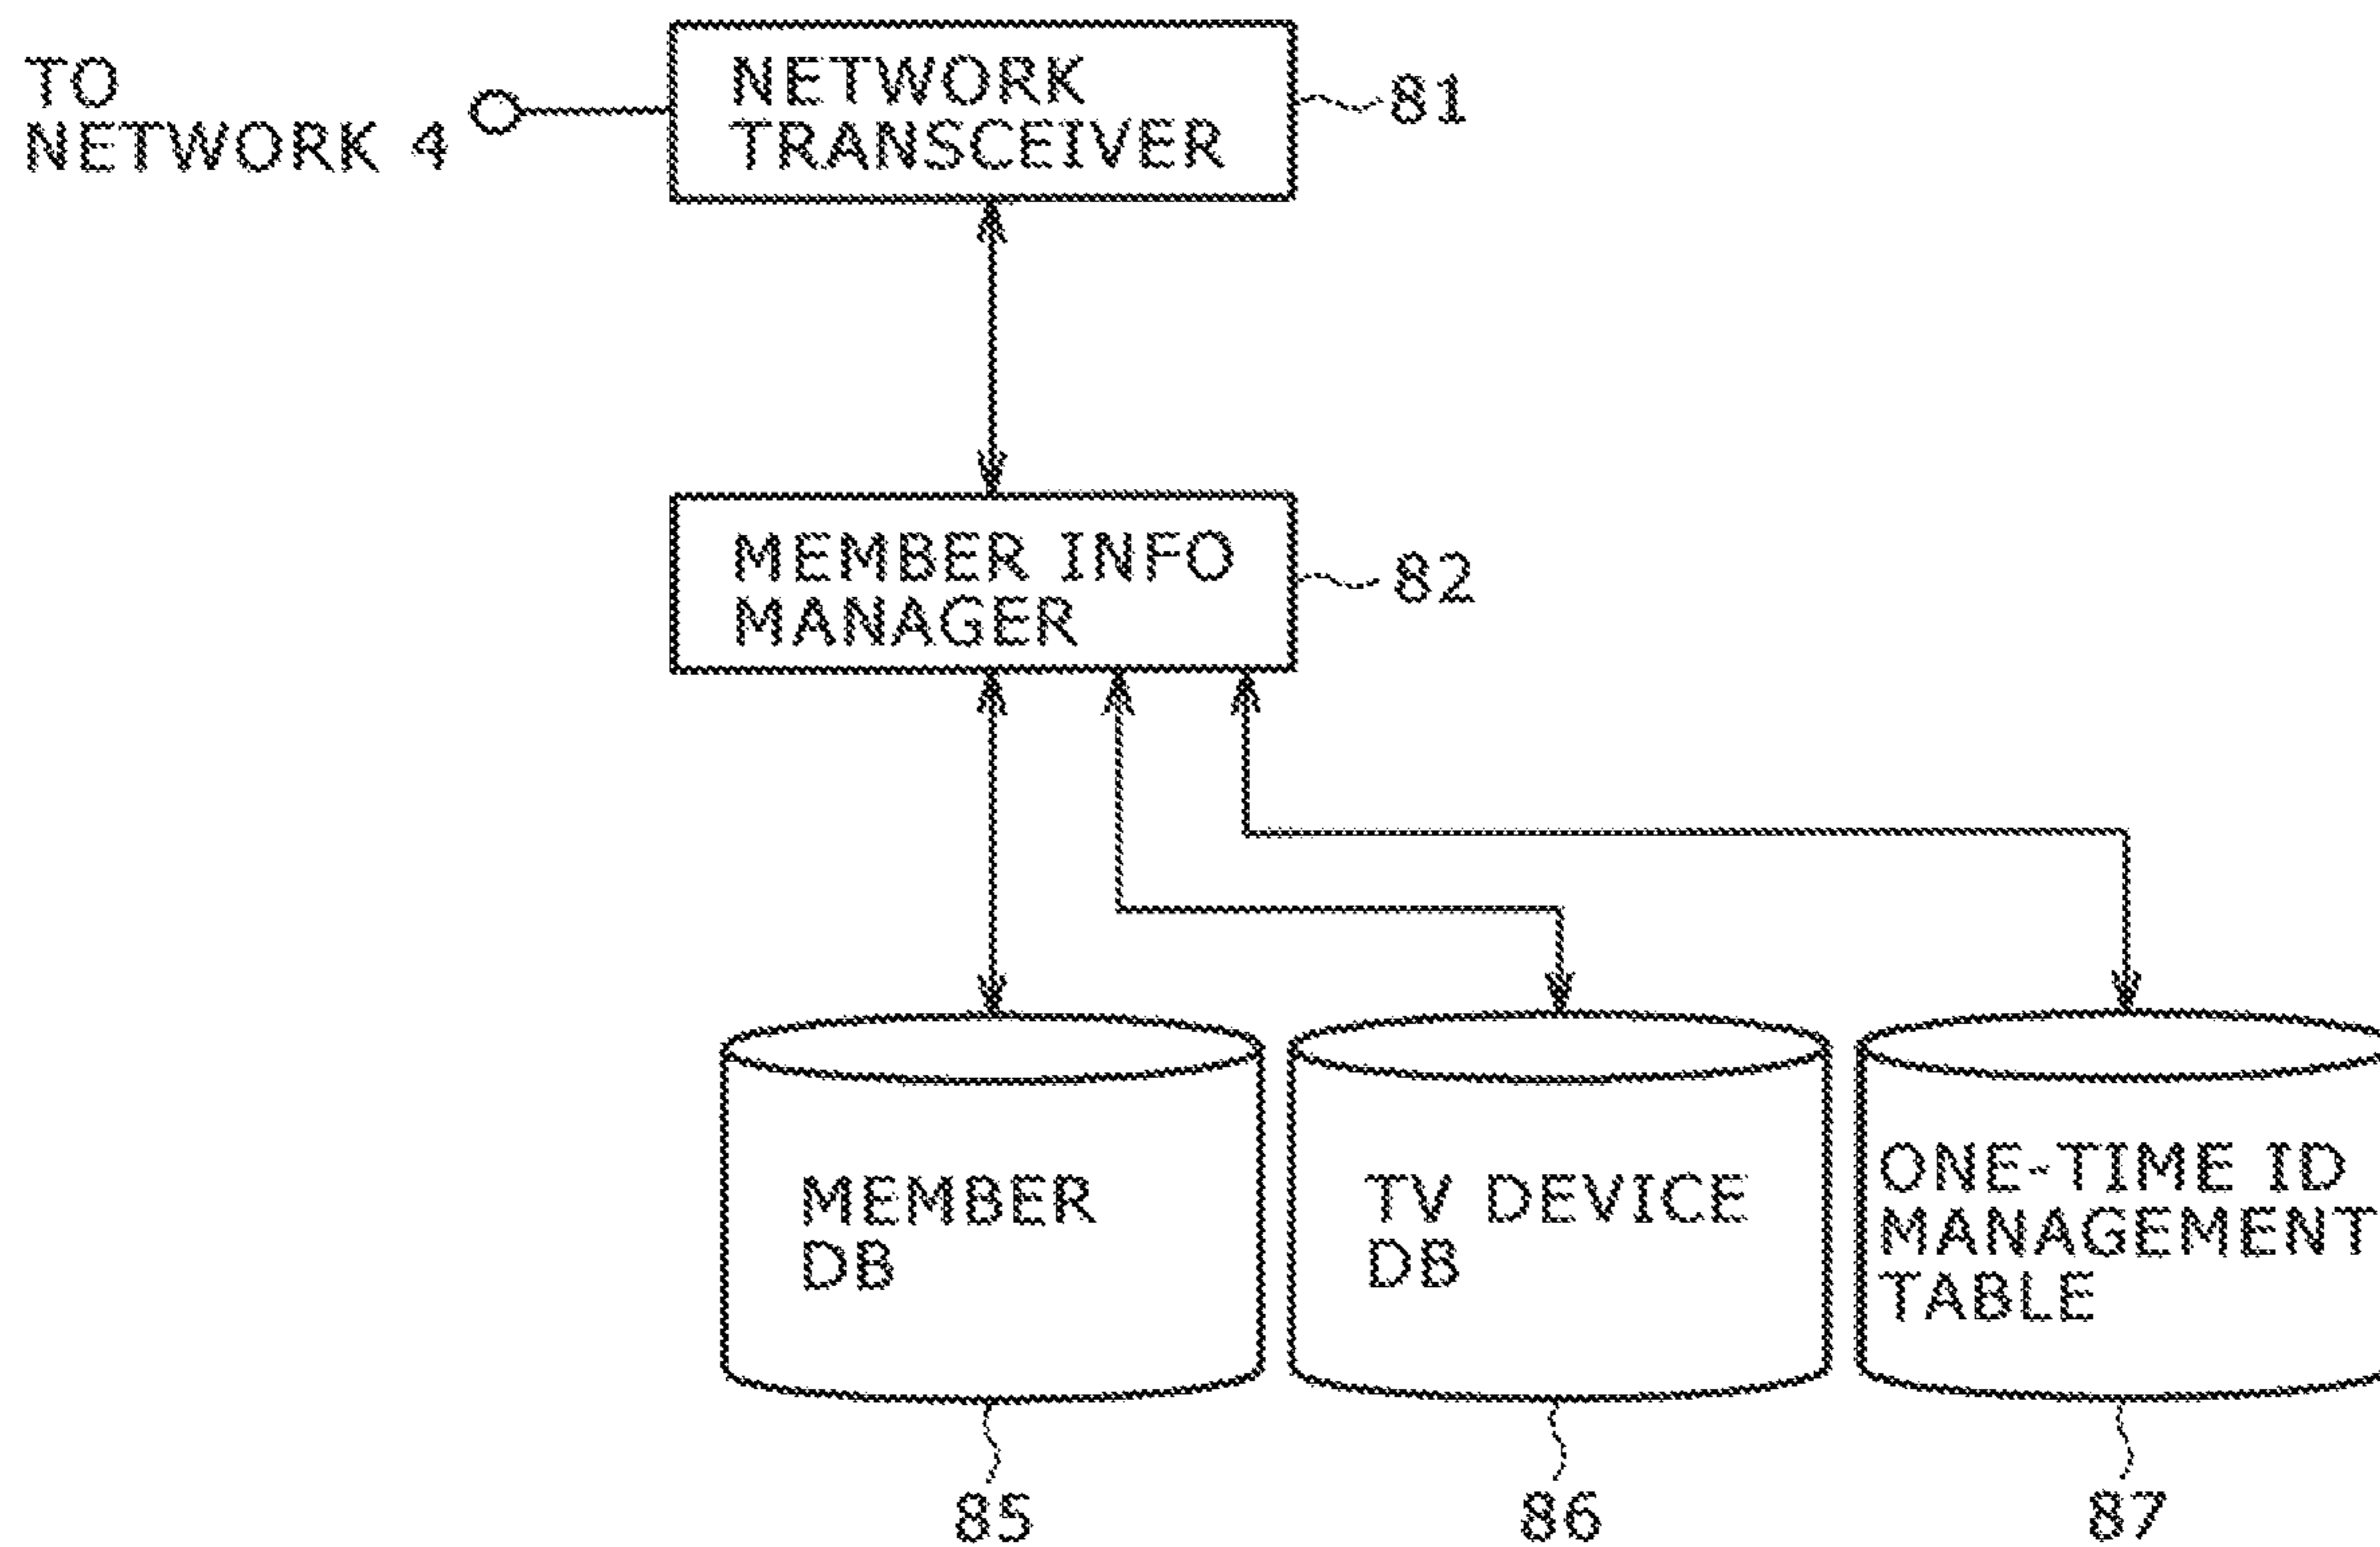 TO
NETWORK 4
NETWORK
TRANSCEIVER
81
MEMBER INFO
MANAGER
82
MEMBER
DB
TV DEVICE
DB
ONE-TIME ID
MANAGEMENT
TABLE
85
86
87